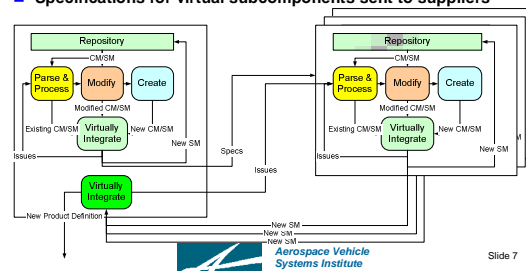 Specifications for virtual subcomponents sent to suppliers
Repository
CM/SM
Parse &
Process
Modify
Create
Modified CM/SM
Existing CM/SM
Virtually
Integrate
New CM/SM
New SM
Issues
Virtually
Integrate
New Product Definition
Specs
Issues
Repository
CM/SM
Parse &
Process
Modify
Create
Modified CM/SM
Existing CM/SM
Virtually
Integrate
New CM/SM
New SM
Issues
M
New SM
New SM
New SM
Aerospace Vehicle
Systems Institute
Slide 7